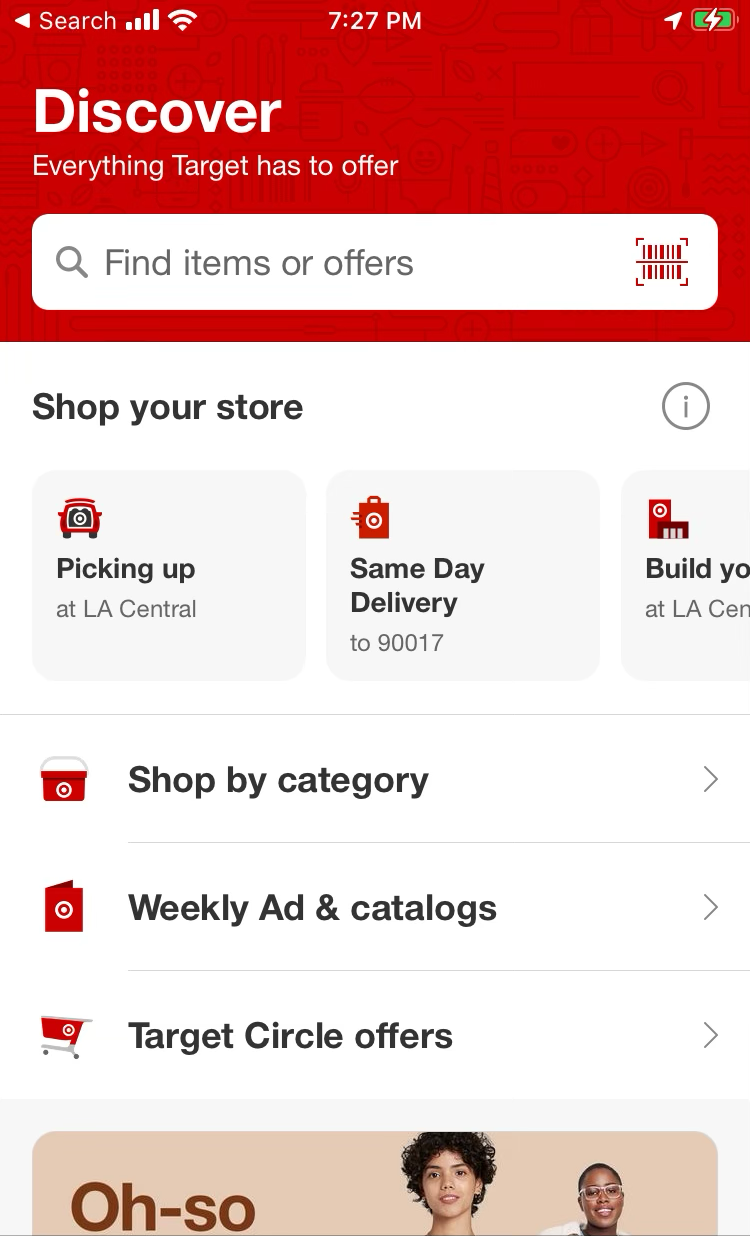 Search
7:27 PM
Discover
Everything Target has to offer
Find items or offers
Shop your store
i
Picking up
at LA Central
Same Day
Delivery
to 90017
Build yo
at LA Cen
Shop by category
Weekly Ad & catalogs
Target Circle offers
Oh-so